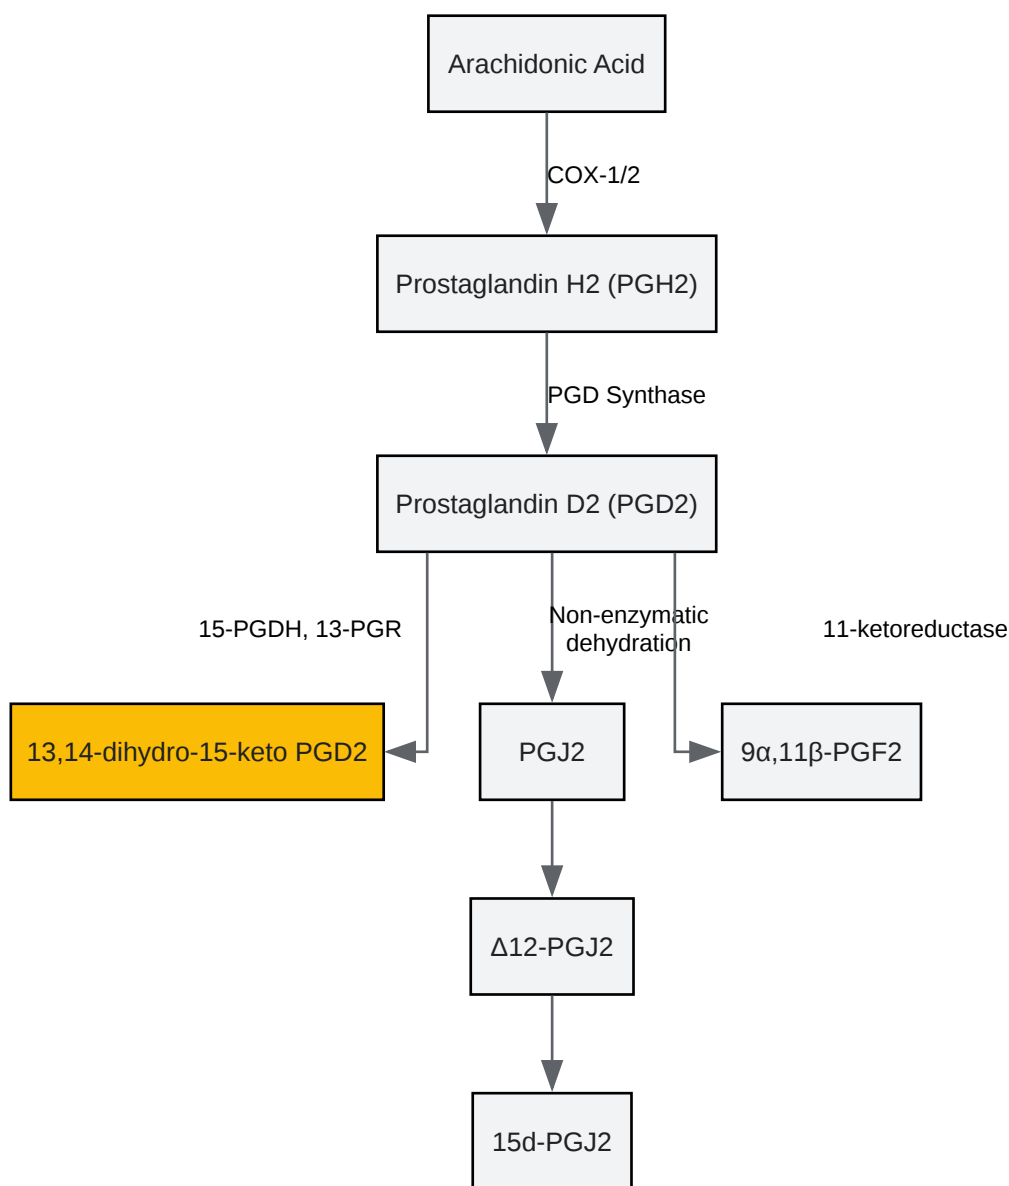 Arachidonic Acid
COX-1/2
Prostaglandin H2 (PGH2)
PGD Synthase
Prostaglandin D2 (PGD2)
15-PGDH, 13-PGR
Non-enzymatic
dehydration
11-ketoreductase
13,14-dihydro-15-keto PGD2
PGJ2
9α,11β-PGF2
Δ12-PGJ2
15d-PGJ2